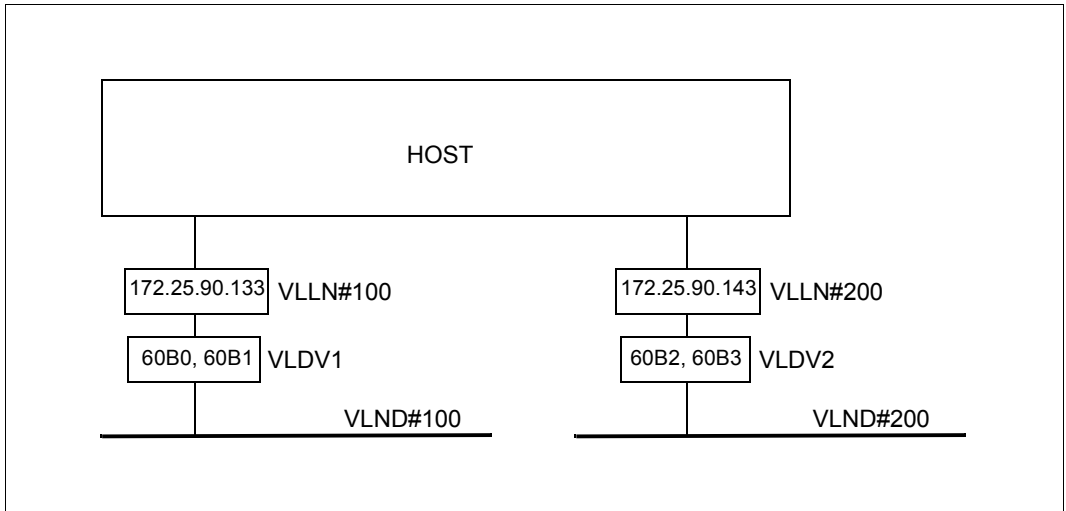 HOST
172.25.90.133 VLLN#100
172.25.90.143 VLLN#200
60B0, 60B1 VLDV1
60B2, 60B3 VLDV2
VLND#100
VLND#200